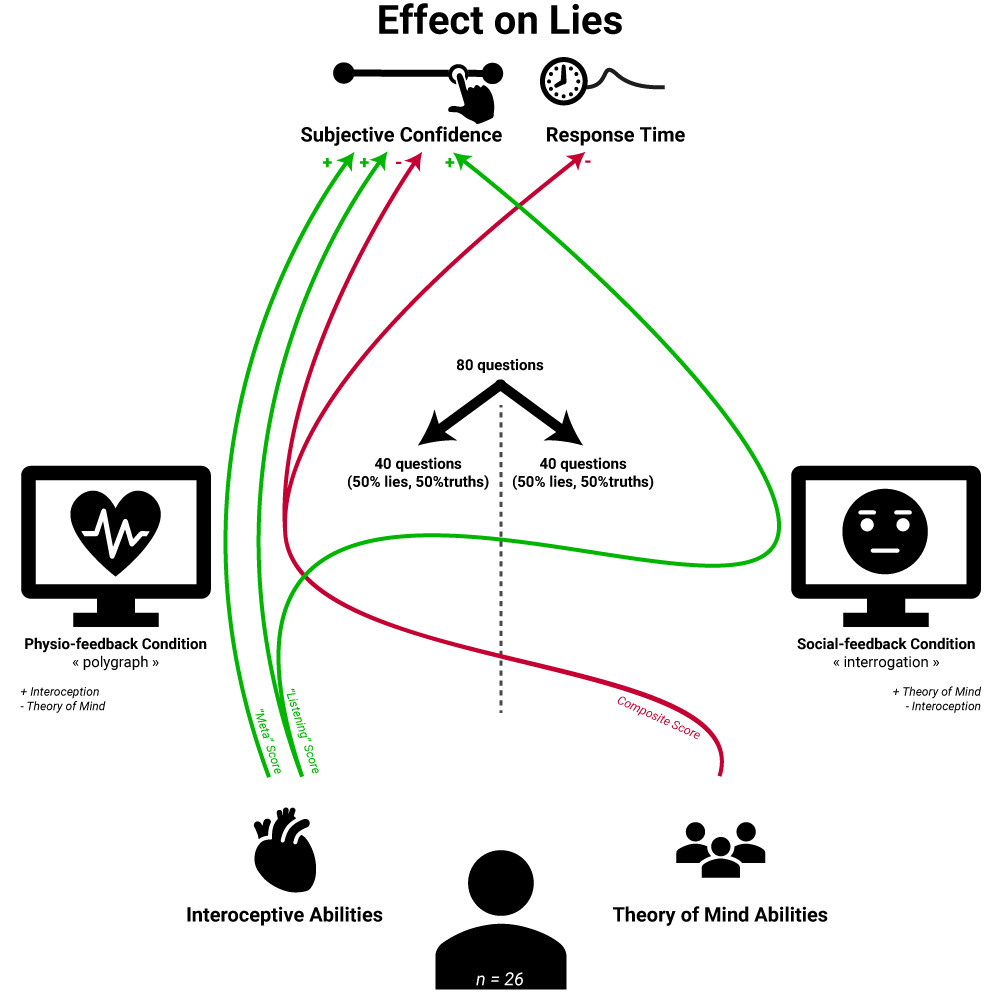 Effect on Lies
Subjective Confidence
Response Time
+
+
-
+
-
80 questions
40 questions
(50% lies, 50%truths)
40 questions
(50% lies, 50%truths)
Physio-feedback Condition
« polygraph »
+ Interoception
- Theory of Mind
Social-feedback Condition
« interrogation »
+ Theory of Mind
- Interoception
"Meta" Score
"Listening" Score
Composite Score
Interoceptive Abilities
Theory of Mind Abilities
n = 26